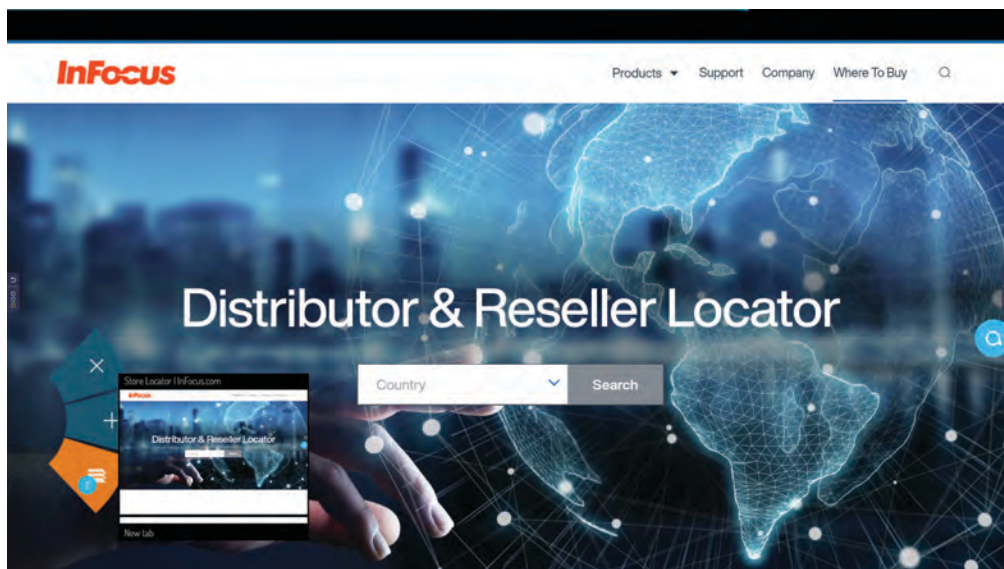 InFocus
Products Support Company Where To Buy
Distributor & Reseller Locator
Country Search
Store Locator | InFocus.com
InFocus
Distributor & Reseller Locator
New tab